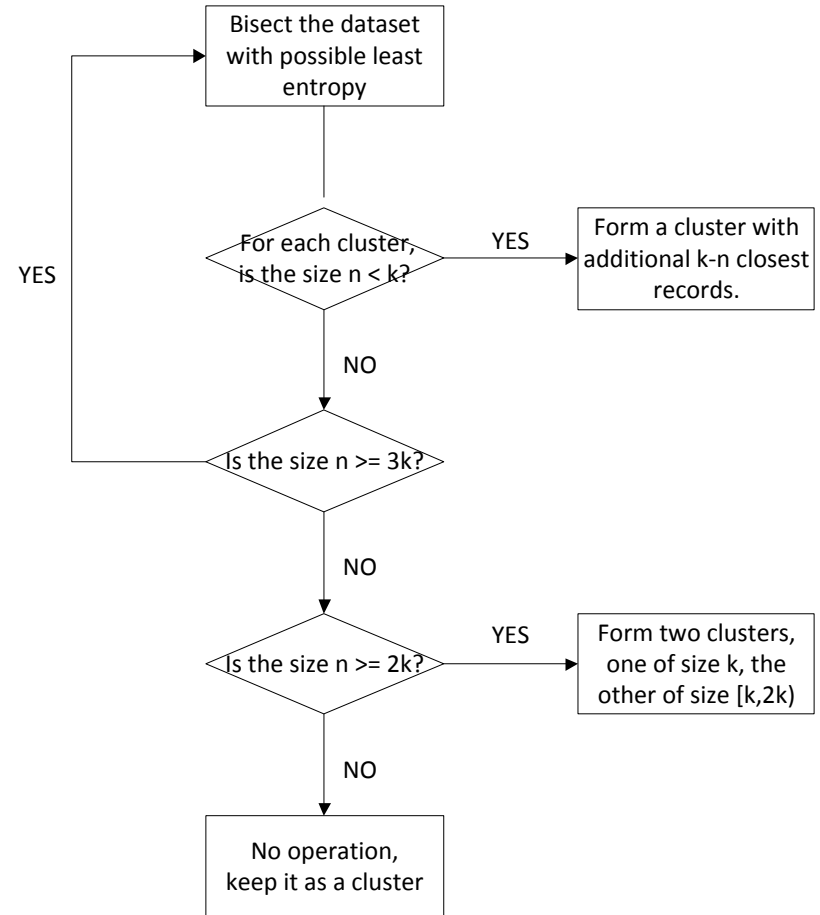 Bisect the dataset
with possible least
entropy
For each cluster,
is the size n < k?
YES
Form a cluster with
additional k-n closest
records.
YES
NO
Is the size n >= 3k?
NO
Is the size n >= 2k?
YES
Form two clusters,
one of size k, the
other of size [k,2k)
NO
No operation,
keep it as a cluster